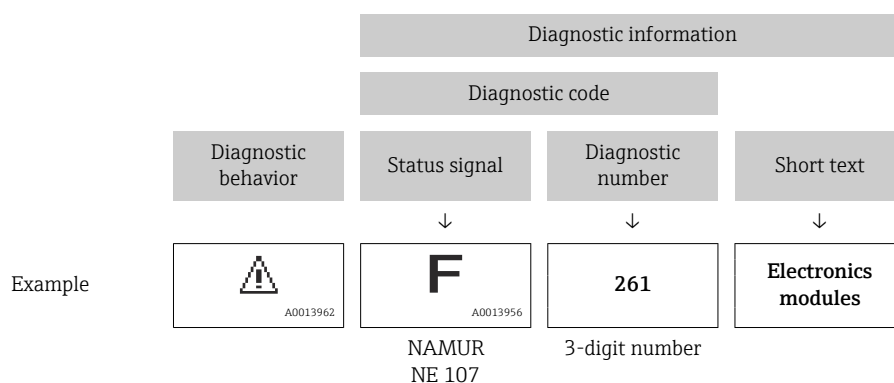 Diagnostic information
Diagnostic code
Diagnostic
behavior
Status signal
Diagnostic
number
Short text
↓ ↓ ↓
Example
⚠
A0013962
F
A0013956
261
Electronics
modules
NAMUR
NE 107
3-digit number